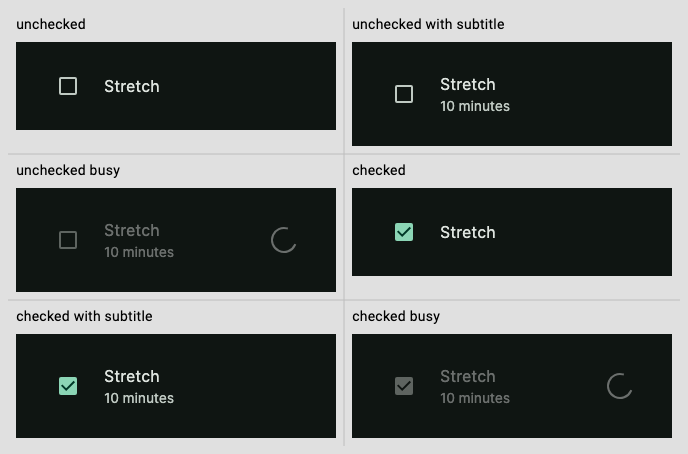 unchecked
Stretch
unchecked with subtitle
Stretch
10 minutes
unchecked busy
Stretch
10 minutes
checked
Stretch
checked with subtitle
Stretch
10 minutes
checked busy
Stretch
10 minutes